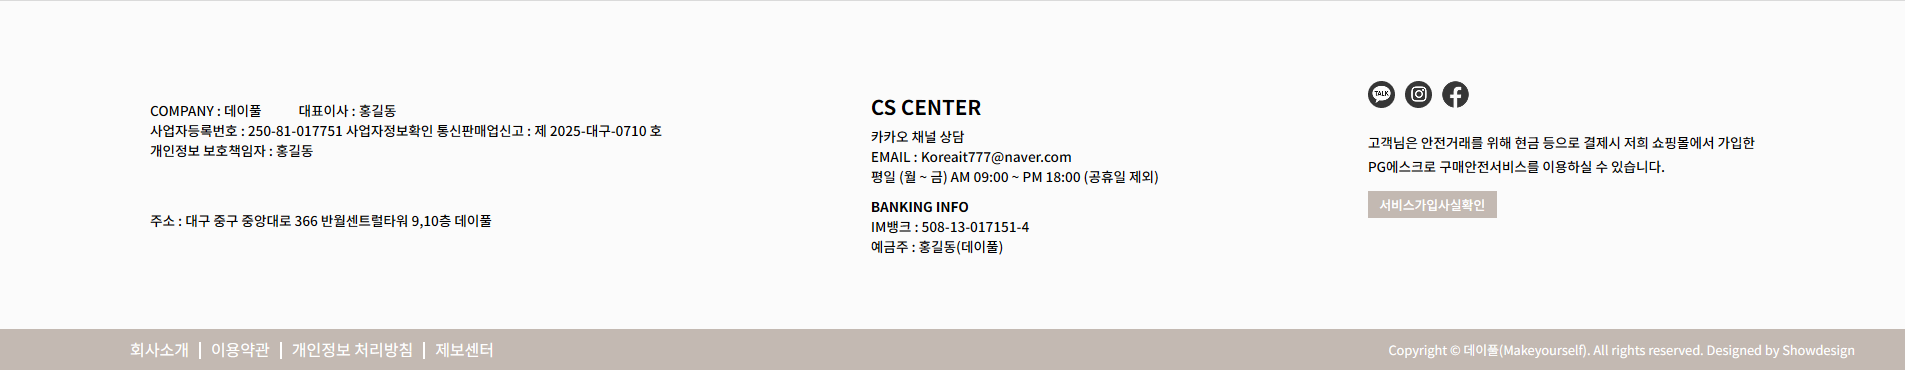 COMPANY : 데이풀 대표이사 : 홍길동
사업자등록번호 : 250-81-017751 사업자정보확인 통신판매업신고 : 제 2025-대구-0710 호
개인정보 보호책임자 : 홍길동
주소 : 대구 중구 중앙대로 366 반월센트럴타워 9,10층 데이풀
CS CENTER
카카오 채널 상담
EMAIL : Koreait777@naver.com
평일 (월 ~ 금) AM 09:00 ~ PM 18:00 (공휴일 제외)
BANKING INFO
IM뱅크 : 508-13-017151-4
예금주 : 홍길동(데이풀)
TALK
고객님은 안전거래를 위해 현금 등으로 결제시 저희 쇼핑몰에서 가입한
PG에스크로 구매안전서비스를 이용하실 수 있습니다.
서비스가입사실확인
회사소개 | 이용약관 | 개인정보 처리방침 | 제보센터
Copyright © 데이풀(Makeyourself). All rights reserved. Designed by Showdesign